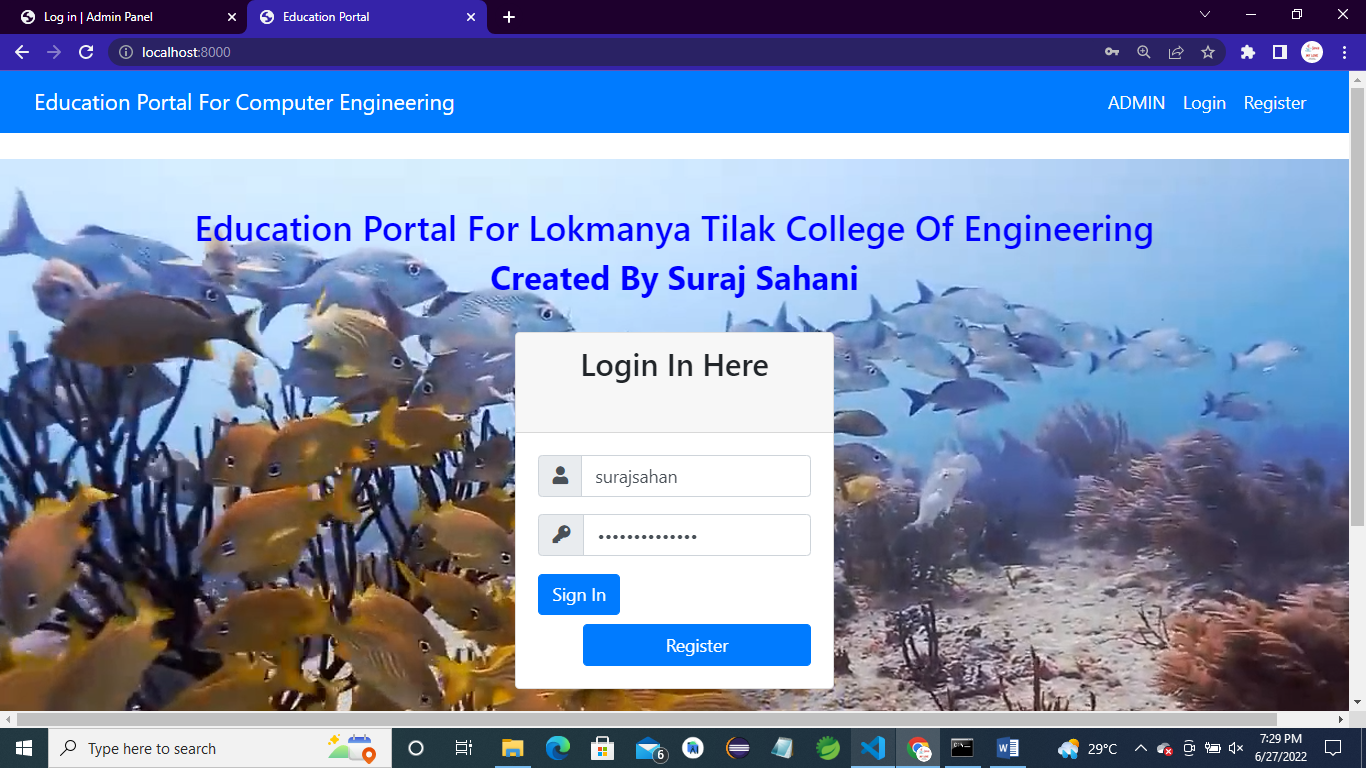 Log in | Admin Panel
Education Portal
localhost:8000
Education Portal For Computer Engineering
ADMIN Login Register
Education Portal For Lokmanya Tilak College Of Engineering
Created By Suraj Sahani
Login In Here
surajsahan
••••••••••••••
Sign In
Register
Type here to search
6
29°C
7:29 PM
6/27/2022